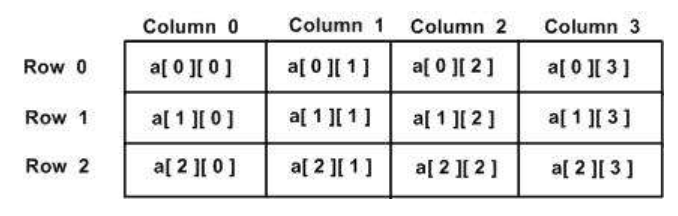 Column 0 Column 1 Column 2 Column 3
Row 0 a[ 0 ][ 0 ] a[ 0 ][ 1 ] a[ 0 ][ 2 ] a[ 0 ][ 3 ]
Row 1 a[ 1 ][ 0 ] a[ 1 ][ 1 ] a[ 1 ][ 2 ] a[ 1 ][ 3 ]
Row 2 a[ 2 ][ 0 ] a[ 2 ][ 1 ] a[ 2 ][ 2 ] a[ 2 ][ 3 ]